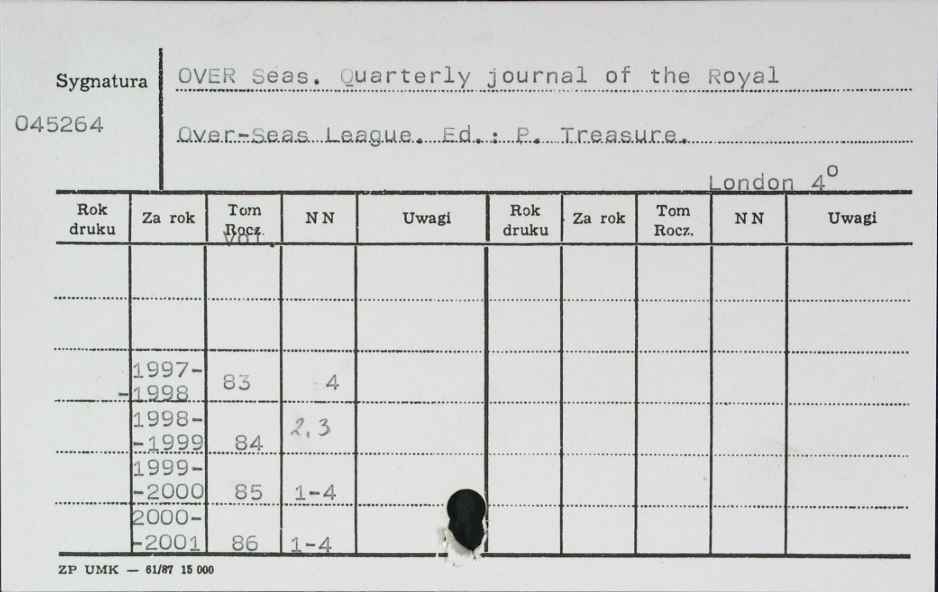 OVER Seas. Quarterly journal of the Royal
Sygnatura
045264
Over-Seas League. Ed.: P. Treasure.
London 4°
Rok druku Za rok Tom Rocz. NN Uwagi Rok druku Za rok Tom Rocz. NN Uwagi
Vol.
1997-
-1998 83 4
1998-
-1999 84 2,3
1999-
-2000 85 1-4
2000-
-2001 86 1-4
ZP UMK — 61/87 15 000